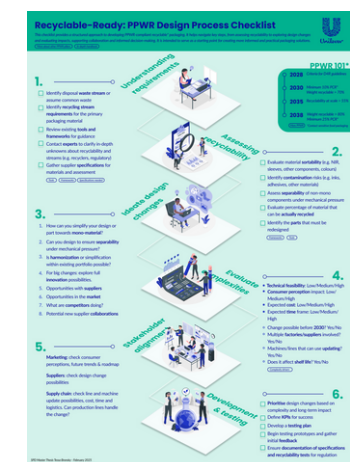 Recyclable-Ready: PPWR Design Process Checklist
Unilever
Understanding
requirements
1.
Identify disposal waste stream or
assume common waste
Identify recycling stream
requirements for the primary
packaging material
Review existing tools and
frameworks for guidance
Contact experts to clarify in-depth
unknowns about recyclability and
streams (e.g. recyclers, regulators)
Gather supplier specifications for
materials and assessment
PPWR 101*
2028
2030
2035
2038
Assessing
recyclability
2.
Evaluate material sortability (e.g. NIR,
sleeves, other components, colours)
Identify contamination risks (e.g. inks,
adhesives, other materials)
Assess separability of non-mono
components under mechanical pressure
Evaluate percentage of material that
can be actually recycled
Identify the parts that must be
redesigned
Ideate design
changes
3.
1. How can you simplify your design or
part towards mono-material?
2. Can you design to ensure separability
under mechanical pressure?
3. Is harmonization or simplification
within existing portfolio possible?
4. For big changes: explore full
innovation possibilities.
5. Opportunities with suppliers
6. Opportunities in the market
7. What are competitors doing?
8. Potential new supplier collaborations
Evaluate
complexities
4.
Technical feasibility: Low/Medium/High
Consumer perception impact: Low/
Medium/High
Expected cost: Low/Medium/High
Expected time frame: Low/Medium/
High
Change possible before 2030? Yes/No
Multiple factories/suppliers involved?
Yes/No
Machines/lines that can use updating?
Yes/No
Does it affect shelf life? Yes/No
Stakeholder
alignment
5.
Marketing: check consumer
perceptions, future trends & roadmap
Suppliers: check design change
possibilities
Supply chain: check line and machine
update possibilities, cost, time and
logistics. Can production lines handle
the change?
Development
& testing
6.
Prioritise design changes based on
complexity and long-term impact
Define KPIs for success
Develop a testing plan
Begin testing prototypes and gather
initial feedback
Ensure documentation of specifications
and recyclability tests for regulation